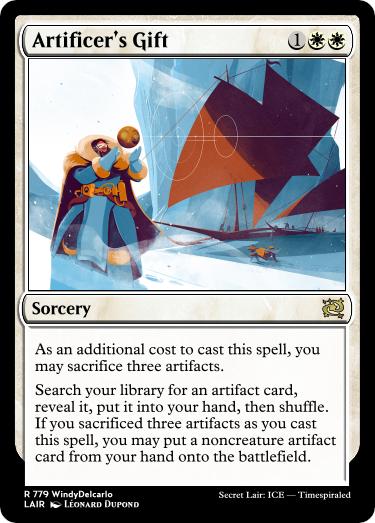 Artificer's Gift 1
Sorcery
As an additional cost to cast this spell, you
may sacrifice three artifacts.
Search your library for an artifact card,
reveal it, put it into your hand, then shuffle.
If you sacrificed three artifacts as you cast
this spell, you may put a noncreature artifact
card from your hand onto the battlefield.
R 779 WindyDelcarlo Secret Lair: ICE — Timespiraled
LAIR LÉONARD DUPOND